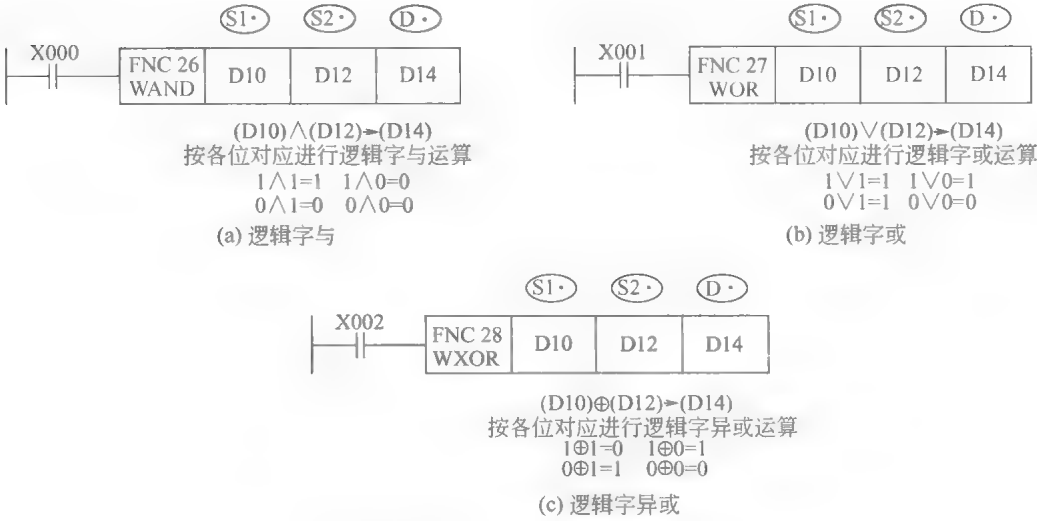 S1· S2· D·
X000
FNC 26 WAND D10 D12 D14
(D10)∧(D12)→(D14)
按各位对应进行逻辑字与运算
1∧1=1 1∧0=0
0∧1=0 0∧0=0
(a) 逻辑字与
S1· S2· D·
X001
FNC 27 WOR D10 D12 D14
(D10)∨(D12)→(D14)
按各位对应进行逻辑字或运算
1∨1=1 1∨0=1
0∨1=1 0∨0=0
(b) 逻辑字或
S1· S2· D·
X002
FNC 28 WXOR D10 D12 D14
(D10)⊕(D12)→(D14)
按各位对应进行逻辑字异或运算
1⊕1=0 1⊕0=1
0⊕1=1 0⊕0=0
(c) 逻辑字异或